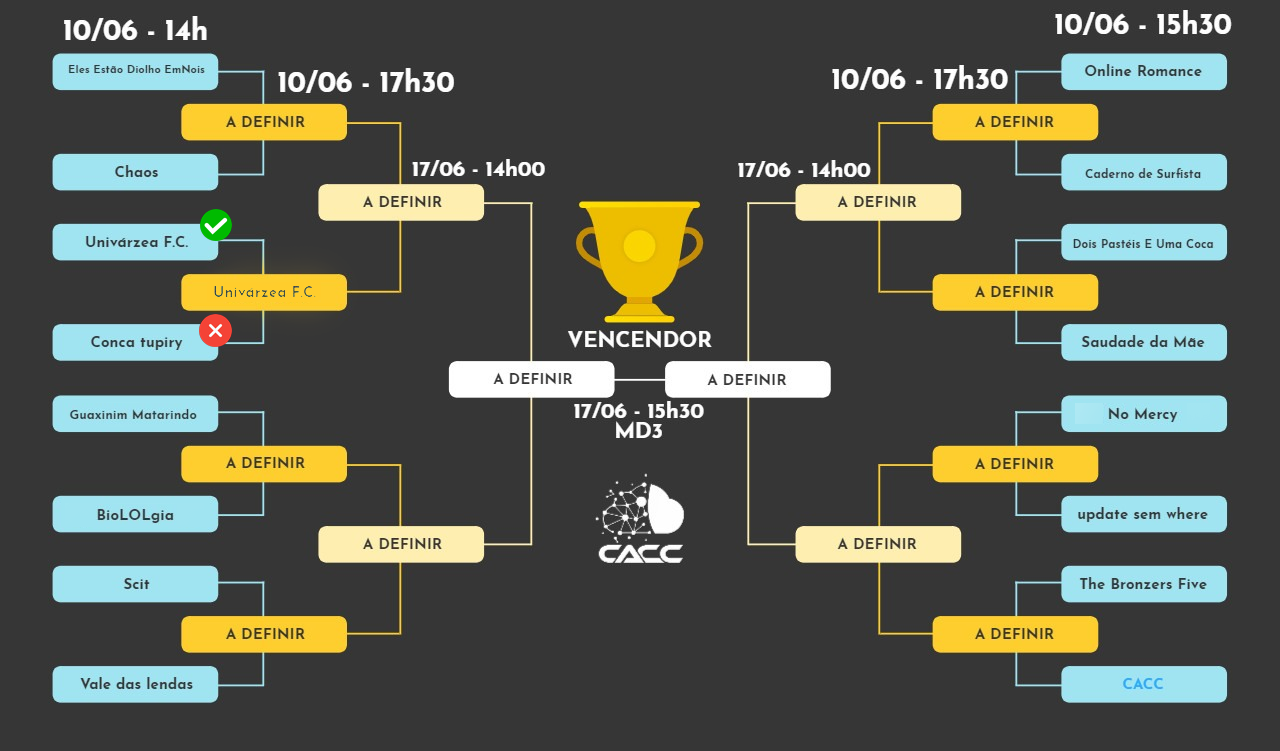 10/06 - 14h
10/06 - 15h30
Eles Estão Diolho EmNois
10/06 - 17h30
10/06 - 17h30
Online Romance
A DEFINIR
A DEFINIR
Chaos
17/06 - 14h00
17/06 - 14h00
Caderno de Surfista
A DEFINIR
A DEFINIR
Univárzea F.C.
Dois Pastéis E Uma Coca
Univárzea F.C.
A DEFINIR
Conca tupiry
VENCENDOR
Saudade da Mãe
A DEFINIR
A DEFINIR
Guaxinim Matarindo
17/06 - 15h30
MD3
No Mercy
A DEFINIR
A DEFINIR
BioLOLgia
update sem where
A DEFINIR
CACC
A DEFINIR
Scit
The Bronzers Five
A DEFINIR
A DEFINIR
Vale das lendas
CACC